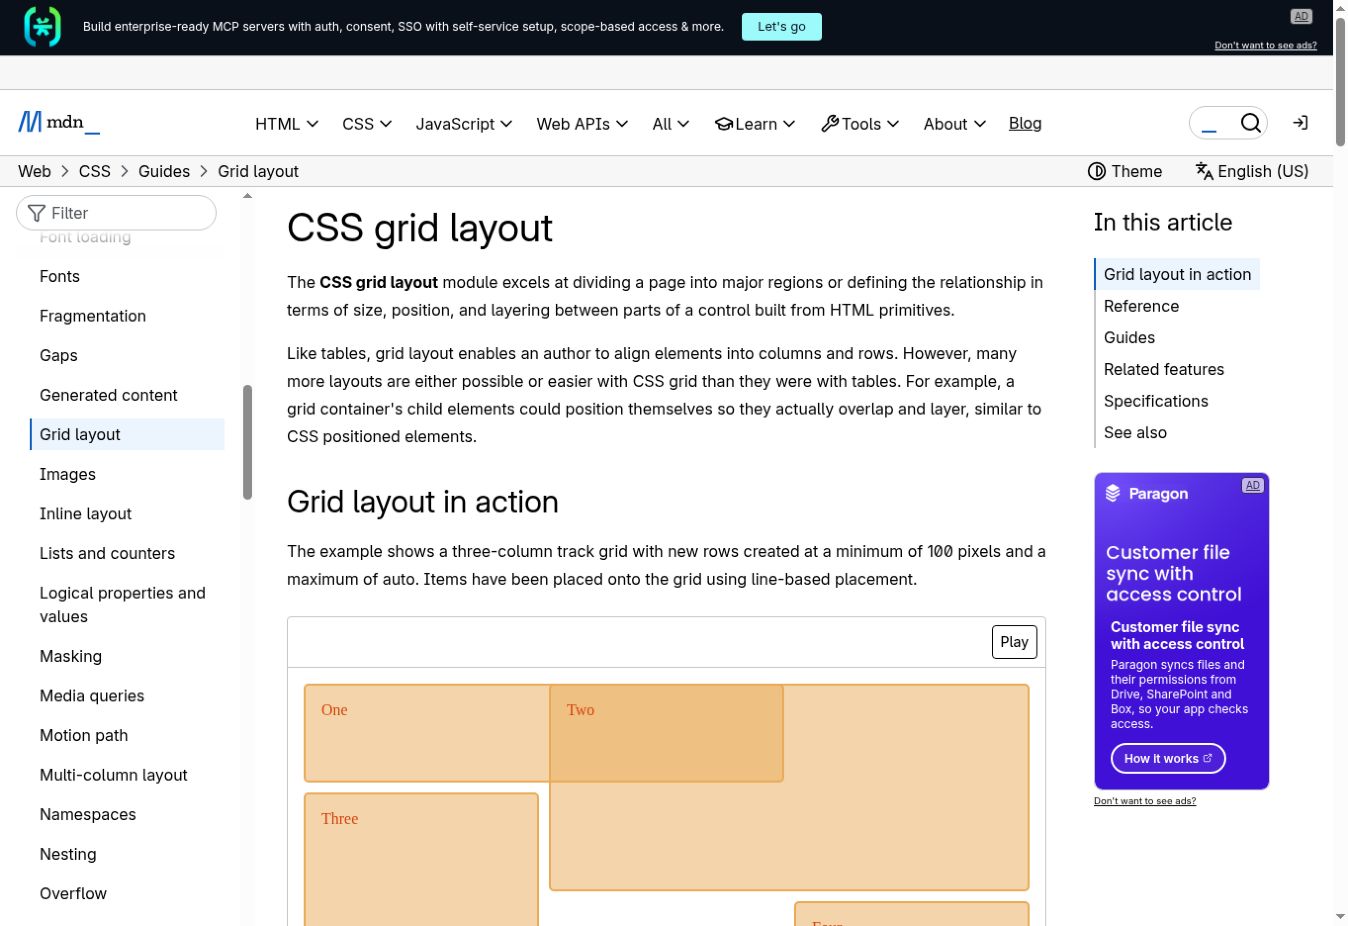 Build enterprise-ready MCP servers with auth, consent, SSO with self-service setup, scope-based access & more.
Let's go
AD
Don't want to see ads?
mdn_
HTML
CSS
JavaScript
Web APIs
All
Learn
Tools
About
Blog
Web
CSS
Guides
Grid layout
Theme
English (US)
Filter
Font loading
Fonts
Fragmentation
Gaps
Generated content
Grid layout
Images
Inline layout
Lists and counters
Logical properties and
values
Masking
Media queries
Motion path
Multi-column layout
Namespaces
Nesting
Overflow
CSS grid layout
The CSS grid layout module excels at dividing a page into major regions or defining the relationship in
terms of size, position, and layering between parts of a control built from HTML primitives.
Like tables, grid layout enables an author to align elements into columns and rows. However, many
more layouts are either possible or easier with CSS grid than they were with tables. For example, a
grid container's child elements could position themselves so they actually overlap and layer, similar to
CSS positioned elements.
Grid layout in action
The example shows a three-column track grid with new rows created at a minimum of 100 pixels and a
maximum of auto. Items have been placed onto the grid using line-based placement.
Play
One
Two
Three
Four
In this article
Grid layout in action
Reference
Guides
Related features
Specifications
See also
Paragon
AD
Customer file
sync with
access control
Customer file sync
with access control
Paragon syncs files and
their permissions from
Drive, SharePoint and
Box, so your app checks
access.
How it works
Don't want to see ads?